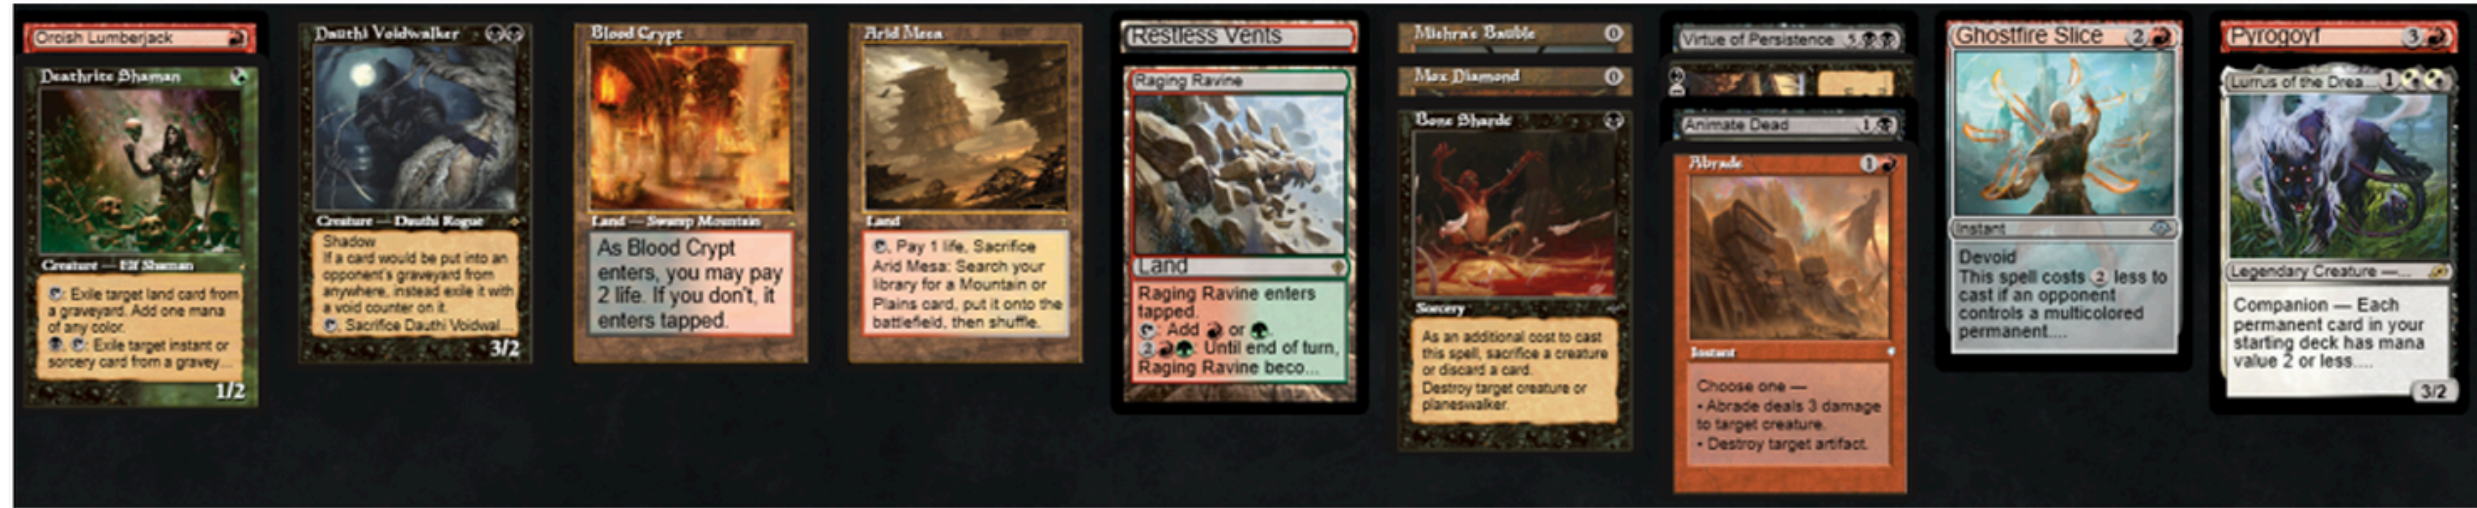 Orcish Lumberjack
Deathrite Shaman
Creature — Elf Shaman
: Exile target land card from
a graveyard. Add one mana
of any color.
, : Exile target instant or
sorcery card from a gravey...
1/2
Dauthi Voidwalker
Creature — Dauthi Rogue
Shadow
If a card would be put into an
opponent's graveyard from
anywhere, instead exile it with
a void counter on it.
, Sacrifice Dauthi Voidwal...
3/2
Blood Crypt
Land — Swamp Mountain
As Blood Crypt
enters, you may pay
2 life. If you don't, it
enters tapped.
Arid Mesa
Land
, Pay 1 life, Sacrifice
Arid Mesa: Search your
library for a Mountain or
Plains card, put it onto the
battlefield, then shuffle.
Restless Vents
Raging Ravine
Land
Raging Ravine enters
tapped.
: Add or .
2 : Until end of turn,
Raging Ravine beco...
Mishra's Bauble 0
Mox Diamond 0
Bone Shards
Sorcery
As an additional cost to cast
this spell, sacrifice a creature
or discard a card.
Destroy target creature or
planeswalker.
Virtue of Persistence 5
Animate Dead 1
Abrade 1
Instant
Choose one —
• Abrade deals 3 damage
to target creature.
• Destroy target artifact.
Ghostfire Slice 2
Instant
Devoid
This spell costs 2 less to
cast if an opponent
controls a multicolored
permanent....
Pyrogoyf 3
Lurrus of the Drea... 1
Legendary Creature —...
Companion — Each
permanent card in your
starting deck has mana
value 2 or less....
3/2